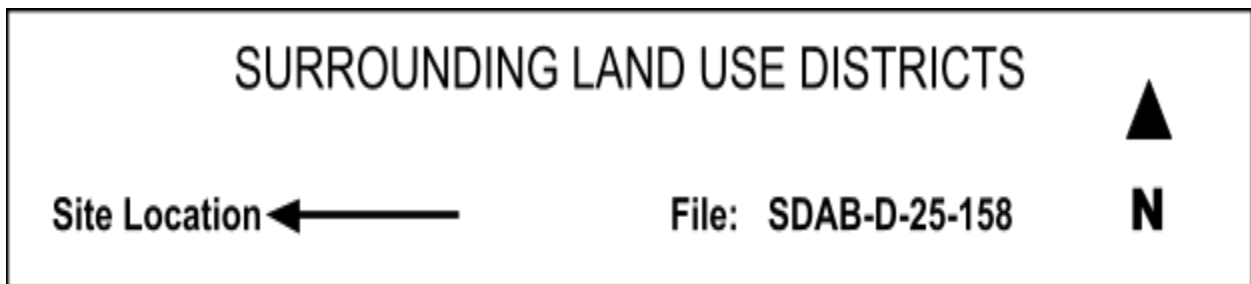 SURROUNDING LAND USE DISTRICTS
Site Location File: SDAB-D-25-158 N